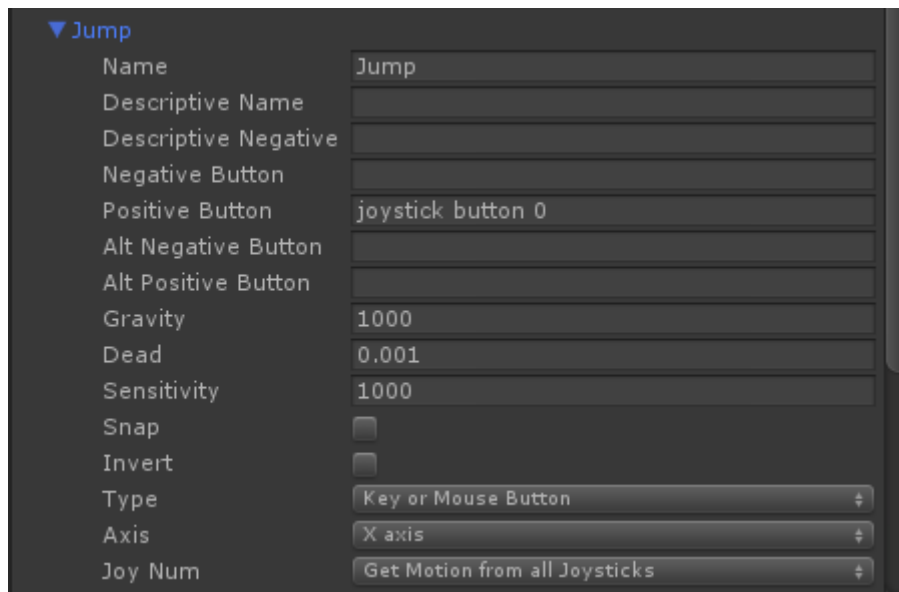 Jump
Name Jump
Descriptive Name
Descriptive Negative
Negative Button
Positive Button joystick button 0
Alt Negative Button
Alt Positive Button
Gravity 1000
Dead 0.001
Sensitivity 1000
Snap
Invert
Type Key or Mouse Button
Axis X axis
Joy Num Get Motion from all Joysticks